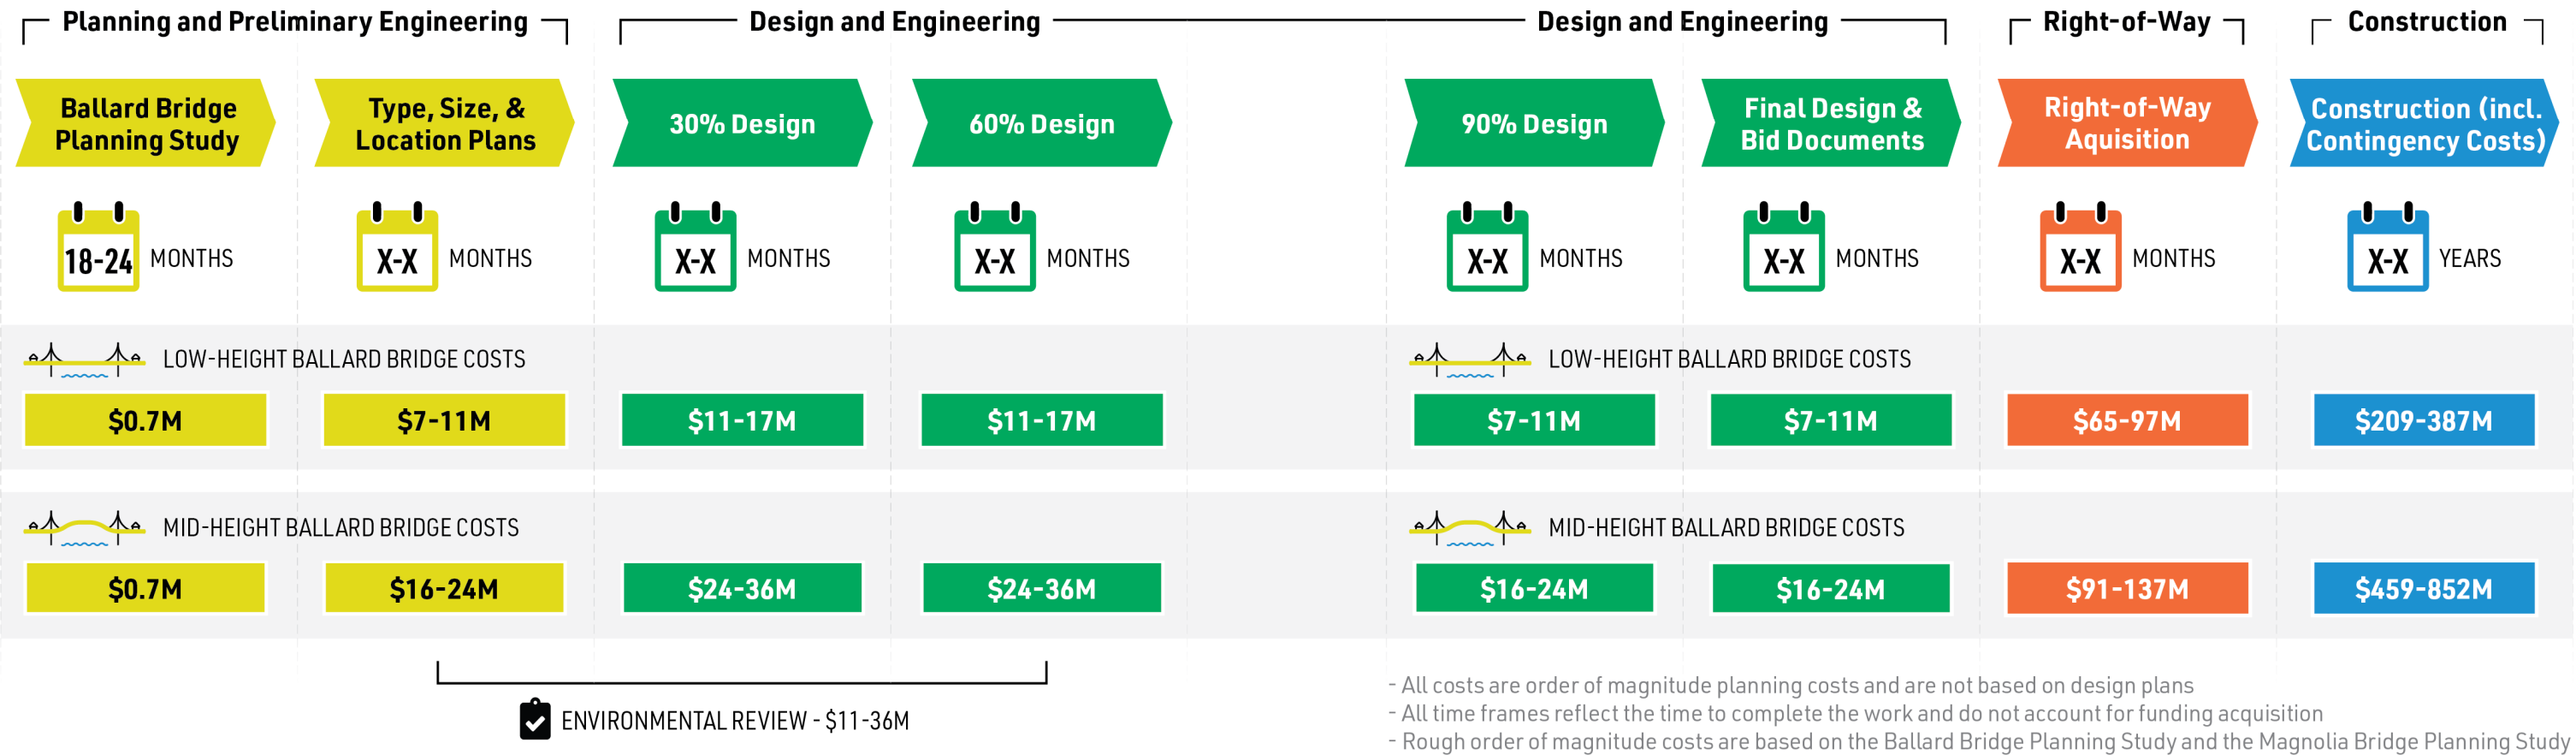 Planning and Preliminary Engineering
Design and Engineering
Design and Engineering
Right-of-Way
Construction
Ballard Bridge
Planning Study
Type, Size, &
Location Plans
30% Design
60% Design
90% Design
Final Design &
Bid Documents
Right-of-Way
Aquisition
Construction (incl.
Contingency Costs)
18-24 MONTHS
X-X MONTHS
X-X MONTHS
X-X MONTHS
X-X MONTHS
X-X MONTHS
X-X MONTHS
X-X YEARS
LOW-HEIGHT BALLARD BRIDGE COSTS
LOW-HEIGHT BALLARD BRIDGE COSTS
$0.7M
$7-11M
$11-17M
$11-17M
$7-11M
$7-11M
$65-97M
$209-387M
MID-HEIGHT BALLARD BRIDGE COSTS
MID-HEIGHT BALLARD BRIDGE COSTS
$0.7M
$16-24M
$24-36M
$24-36M
$16-24M
$16-24M
$91-137M
$459-852M
ENVIRONMENTAL REVIEW - $11-36M
- All costs are order of magnitude planning costs and are not based on design plans
- All time frames reflect the time to complete the work and do not account for funding acquisition
- Rough order of magnitude costs are based on the Ballard Bridge Planning Study and the Magnolia Bridge Planning Study